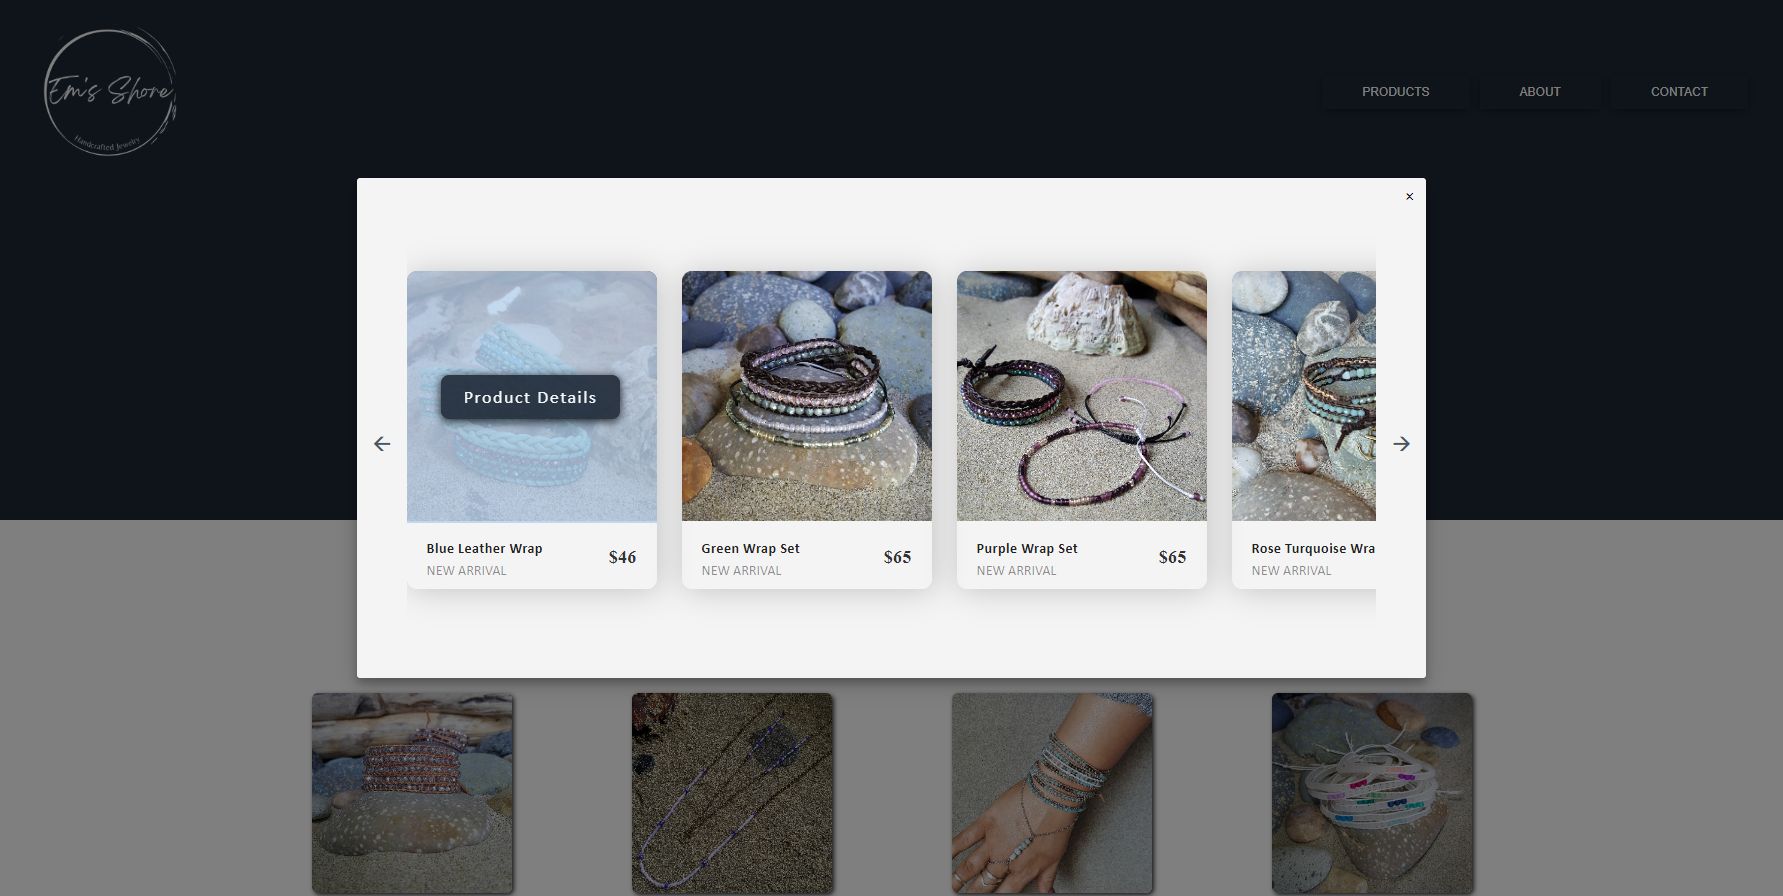 Em's Shore
Handcrafted Jewelry
PRODUCTS
ABOUT
CONTACT
×
Product Details
Blue Leather Wrap
$46
NEW ARRIVAL
Green Wrap Set
$65
NEW ARRIVAL
Purple Wrap Set
$65
NEW ARRIVAL
Rose Turquoise Wra
NEW ARRIVAL